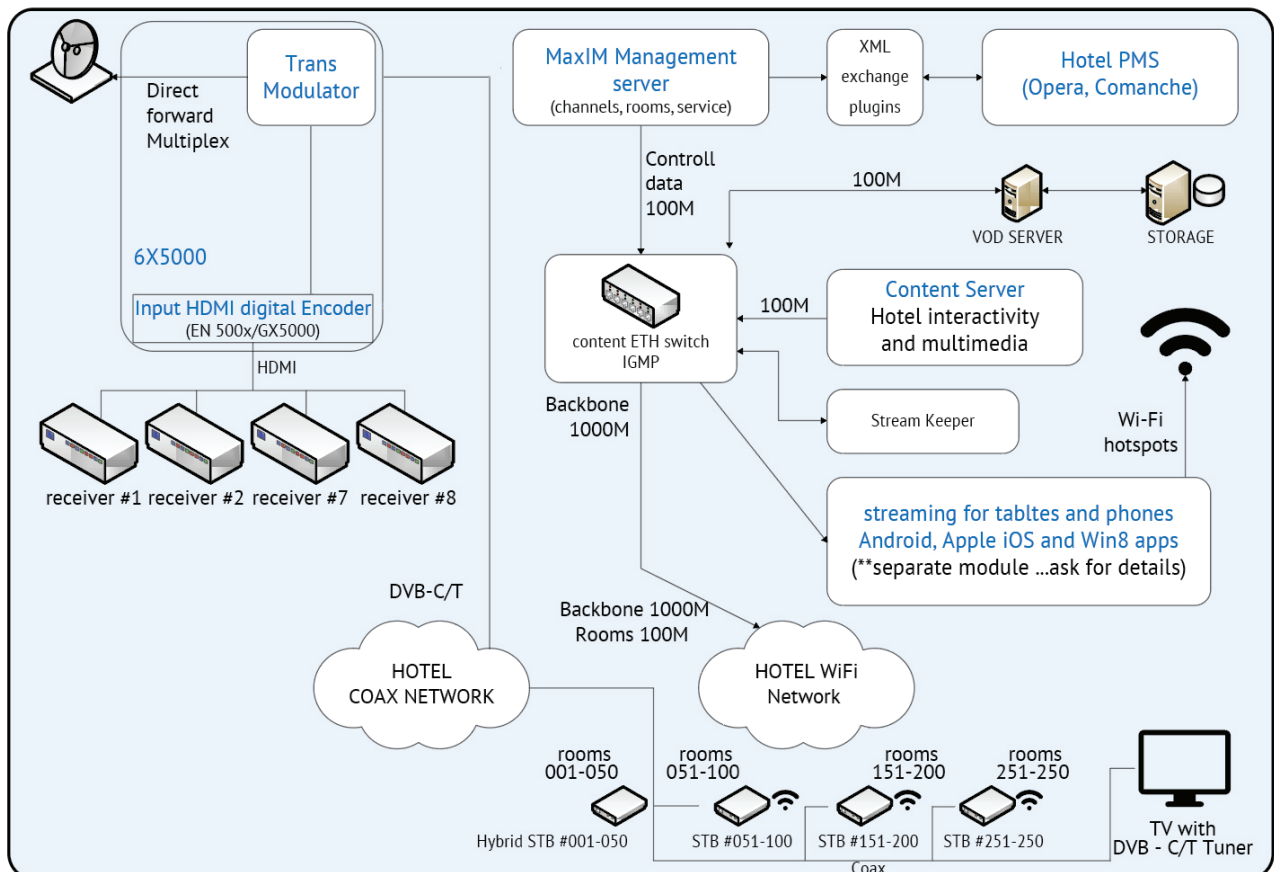 Trans
Modulator
Direct
forward
Multiplex
6X5000
Input HDMI digital Encoder
(EN 500x/GX5000)
HDMI
receiver #1
receiver #2
receiver #7
receiver #8
MaxIM Management
server
(channels, rooms, service)
XML
exchange
plugins
Hotel PMS
(Opera, Comanche)
Controll
data
100M
100M
VOD SERVER
STORAGE
content ETH switch
IGMP
100M
Content Server
Hotel interactivity
and multimedia
Stream Keeper
Backbone
1000M
Wi-Fi
hotspots
streaming for tabltes and phones
Android, Apple iOS and Win8 apps
(**separate module ...ask for details)
DVB-C/T
Backbone 1000M
Rooms 100M
HOTEL
COAX NETWORK
HOTEL WiFi
Network
rooms
001-050
rooms
051-100
rooms
151-200
rooms
251-250
Hybrid STB #001-050
STB #051-100
STB #151-200
STB #251-250
Coax
TV with
DVB - C/T Tuner